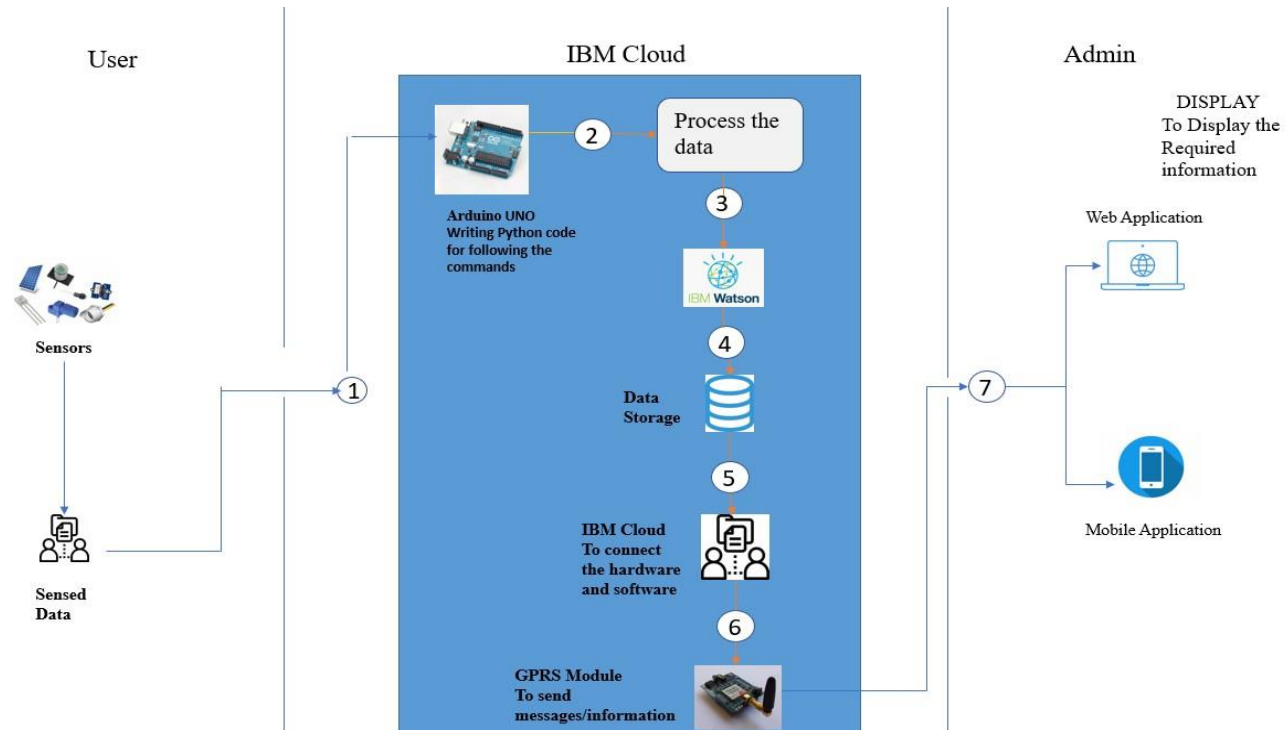 User
Sensors
Sensed
Data
1
IBM Cloud
Arduino UNO
Writing Python code
for following the
commands
2
Process the
data
3
IBM Watson
4
Data
Storage
5
IBM Cloud
To connect
the hardware
and software
6
GPRS Module
To send
messages/information
Admin
DISPLAY
To Display the
Required
information
7
Web Application
Mobile Application